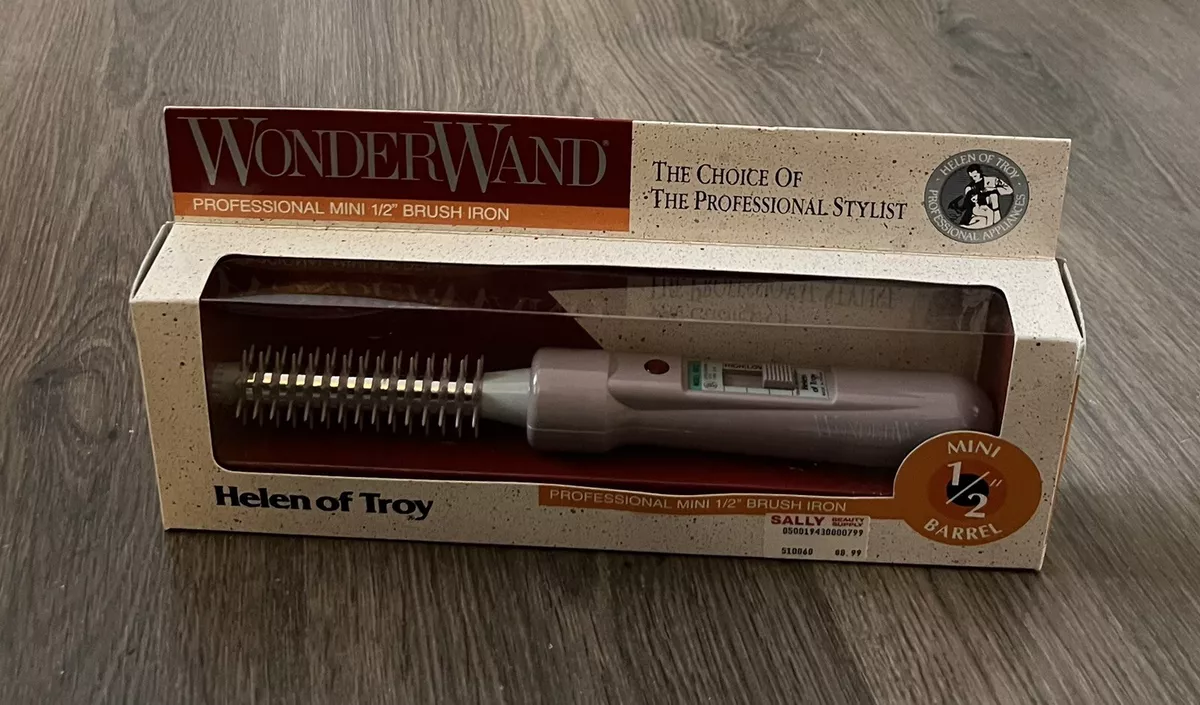 WONDERWAND®
PROFESSIONAL MINI 1/2" BRUSH IRON
THE CHOICE OF
THE PROFESSIONAL STYLIST
HELEN OF TROY
PROFESSIONAL APPLIANCES
Helen of Troy
PROFESSIONAL MINI 1/2" BRUSH IRON
MINI
1/2"
BARREL
SALLY BEAUTY SUPPLY
050019430000799
510060 08.99